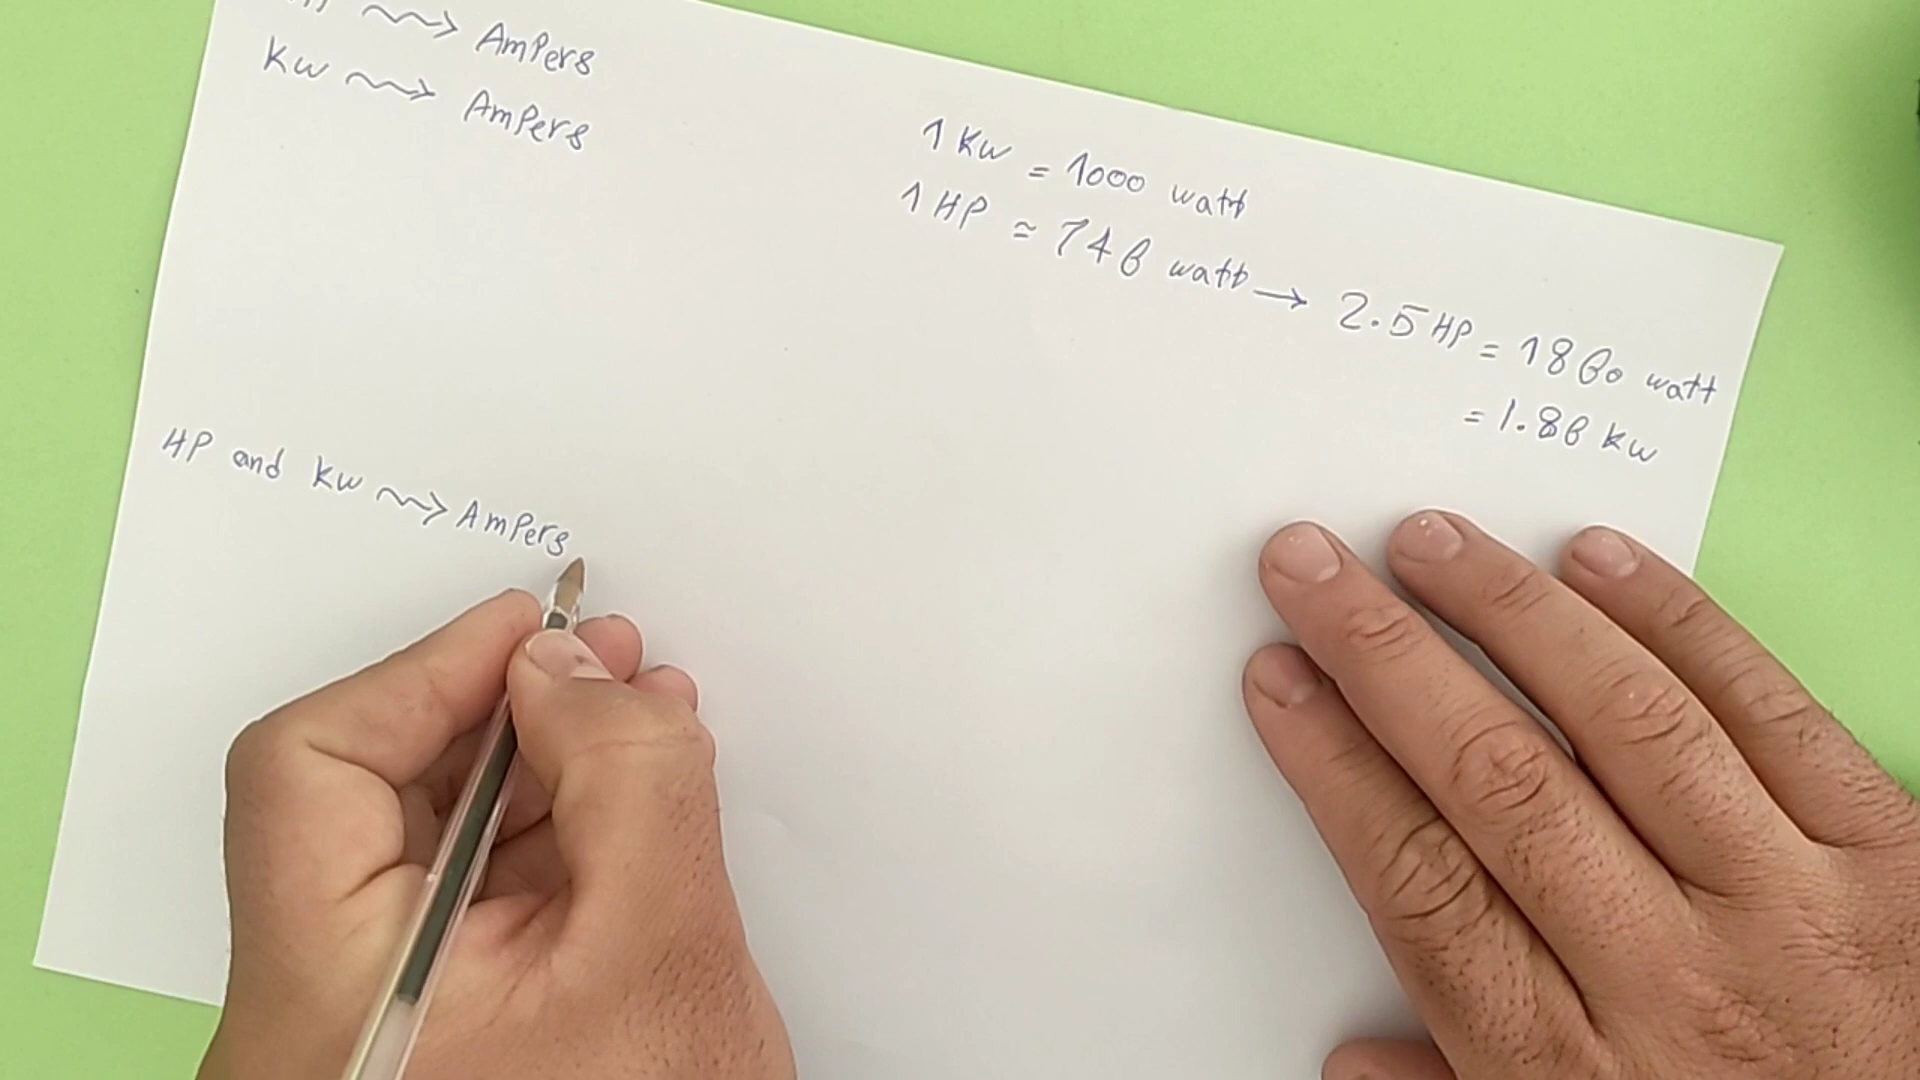 ⤳ Ampers
Kw ⤳ Ampers
1 Kw = 1000 watt
1 HP ≃ 746 watt → 2.5 HP = 1860 watt
= 1.86 Kw
HP and Kw ⤳ Ampers